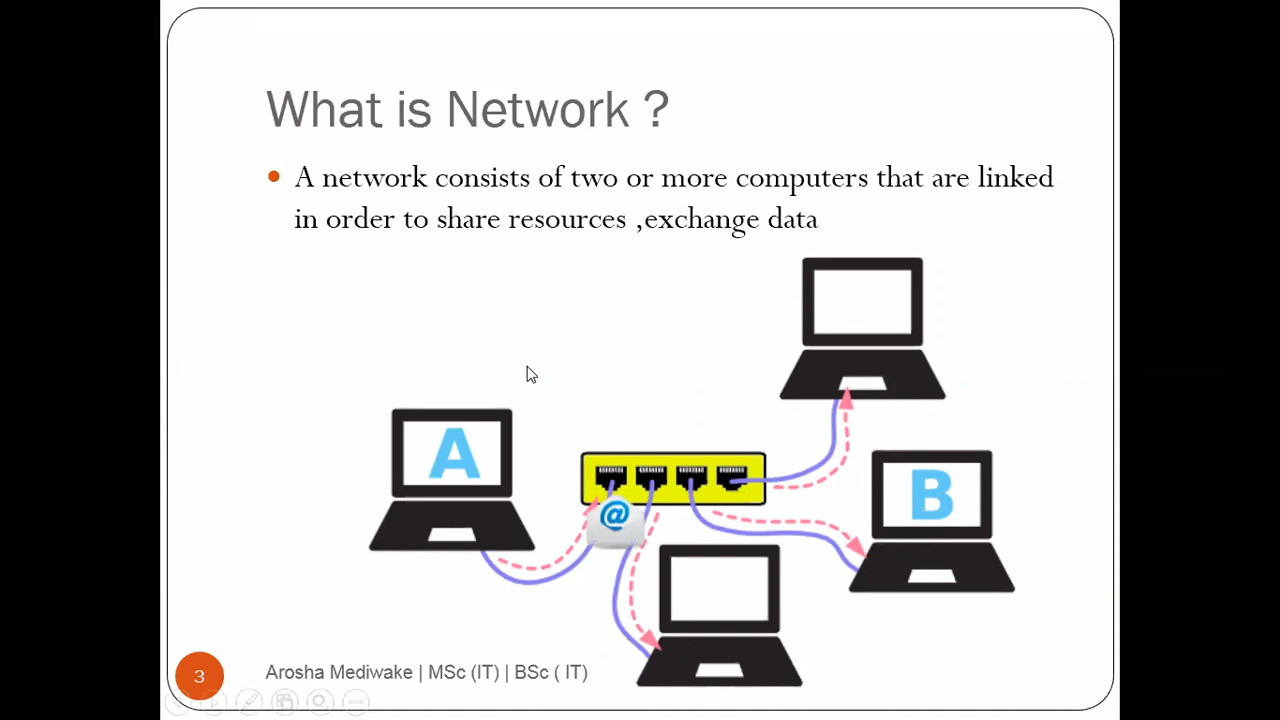 What is Network ?
A network consists of two or more computers that are linked
in order to share resources ,exchange data
A
B
@
3
Arosha Mediwake | MSc (IT) | BSc ( IT)